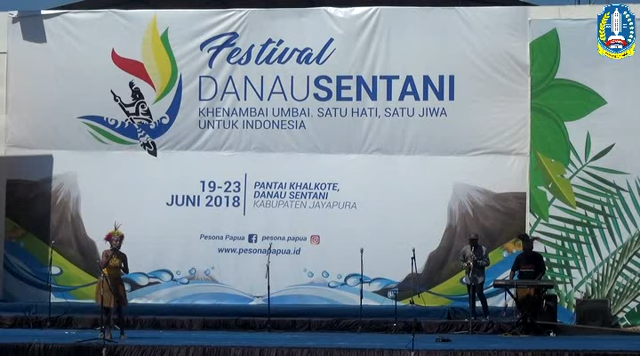 Festival
DANAUSENTANI
KHENAMBAI UMBAI. SATU HATI, SATU JIWA
UNTUK INDONESIA
19-23
JUNI 2018
PANTAI KHALKOTE,
DANAU SENTANI
KABUPATEN JAYAPURA
Pesona Papua pesona.papua
www.pesonapapua.id